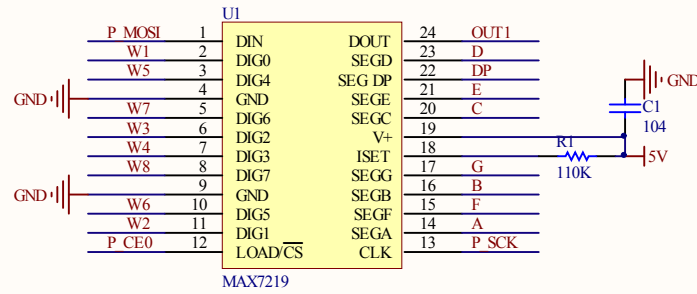 U1
P_MOSI 1 DIN DOUT 24 OUT1
W1 2 DIG0 SEGD 23 D
W5 3 DIG4 SEG DP 22 DP
GND 4 GND SEGE 21 E GND
W7 5 DIG6 SEGC 20 C C1
W3 6 DIG2 V+ 19 104
W4 7 DIG3 ISET 18 R1 5V
W8 8 DIG7 SEGG 17 G 110K
GND 9 GND SEGB 16 B
W6 10 DIG5 SEGF 15 F
W2 11 DIG1 SEGA 14 A
P_CE0 12 LOAD/CS CLK 13 P_SCK
MAX7219